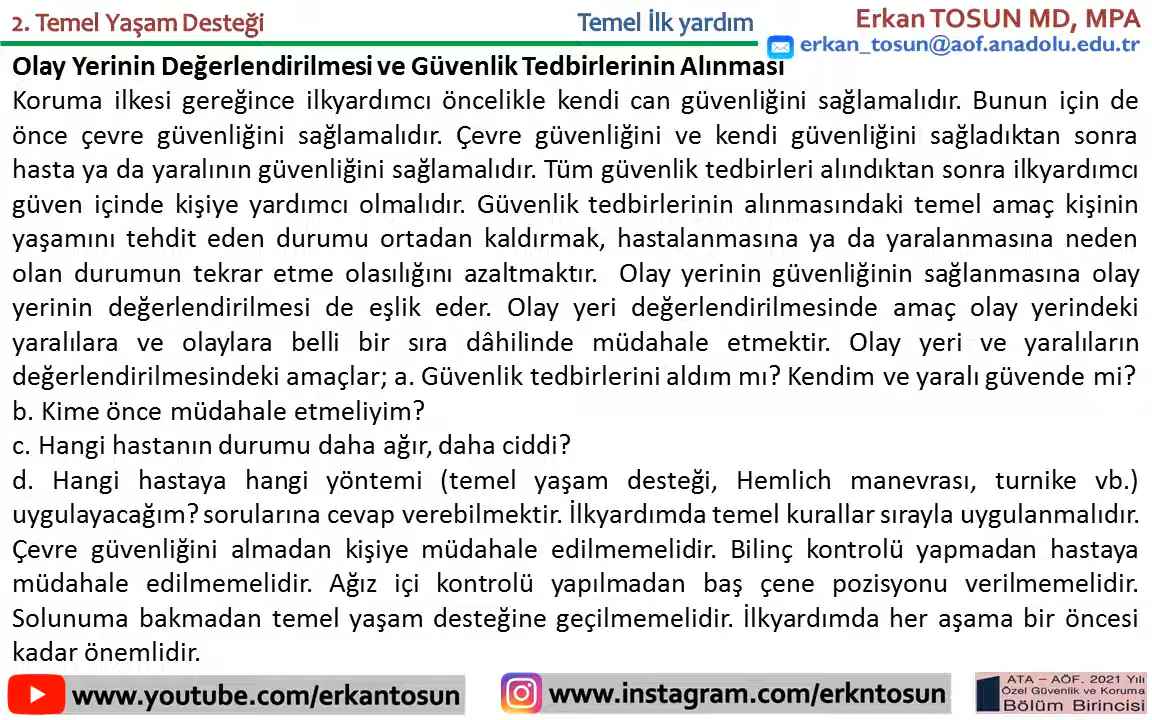 2. Temel Yaşam Desteği
Temel İlk yardım
Erkan TOSUN MD, MPA
erkan_tosun@aof.anadolu.edu.tr
Olay Yerinin Değerlendirilmesi ve Güvenlik Tedbirlerinin Alınması
Koruma ilkesi gereğince ilkyardımcı öncelikle kendi can güvenliğini sağlamalıdır. Bunun için de
önce çevre güvenliğini sağlamalıdır. Çevre güvenliğini ve kendi güvenliğini sağladıktan sonra
hasta ya da yaralının güvenliğini sağlamalıdır. Tüm güvenlik tedbirleri alındıktan sonra ilkyardımcı
güven içinde kişiye yardımcı olmalıdır. Güvenlik tedbirlerinin alınmasındaki temel amaç kişinin
yaşamını tehdit eden durumu ortadan kaldırmak, hastalanmasına ya da yaralanmasına neden
olan durumun tekrar etme olasılığını azaltmaktır. Olay yerinin güvenliğinin sağlanmasına olay
yerinin değerlendirilmesi de eşlik eder. Olay yeri değerlendirilmesinde amaç olay yerindeki
yaralılara ve olaylara belli bir sıra dâhilinde müdahale etmektir. Olay yeri ve yaralıların
değerlendirilmesindeki amaçlar; a. Güvenlik tedbirlerini aldım mı? Kendim ve yaralı güvende mi?
b. Kime önce müdahale etmeliyim?
c. Hangi hastanın durumu daha ağır, daha ciddi?
d. Hangi hastaya hangi yöntemi (temel yaşam desteği, Hemlich manevrası, turnike vb.)
uygulayacağım? sorularına cevap verebilmektir. İlkyardımda temel kurallar sırayla uygulanmalıdır.
Çevre güvenliğini almadan kişiye müdahale edilmemelidir. Bilinç kontrolü yapmadan hastaya
müdahale edilmemelidir. Ağız içi kontrolü yapılmadan baş çene pozisyonu verilmemelidir.
Solunuma bakmadan temel yaşam desteğine geçilmemelidir. İlkyardımda her aşama bir öncesi
kadar önemlidir.
www.youtube.com/erkantosun
www.instagram.com/erkntosun
ATA – AÖF. 2021 Yılı
Özel Güvenlik ve Koruma
Bölüm Birincisi